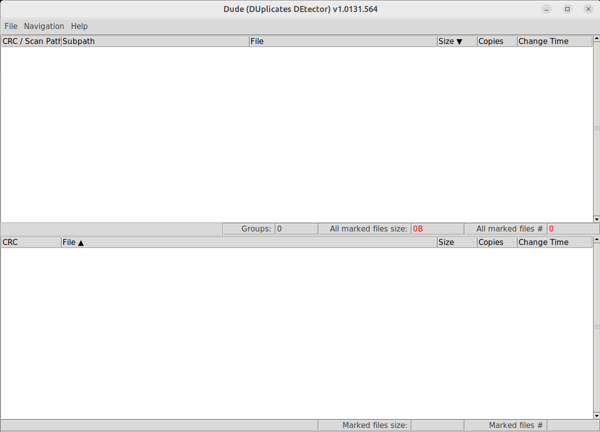 Dude (DUplicates DEtector) v1.0131.564
File Navigation Help
CRC / Scan Path Subpath File Size ▼ Copies Change Time
Groups: 0 All marked files size: 0B All marked files # 0
CRC File ▲ Size Copies Change Time
Marked files size: Marked files #